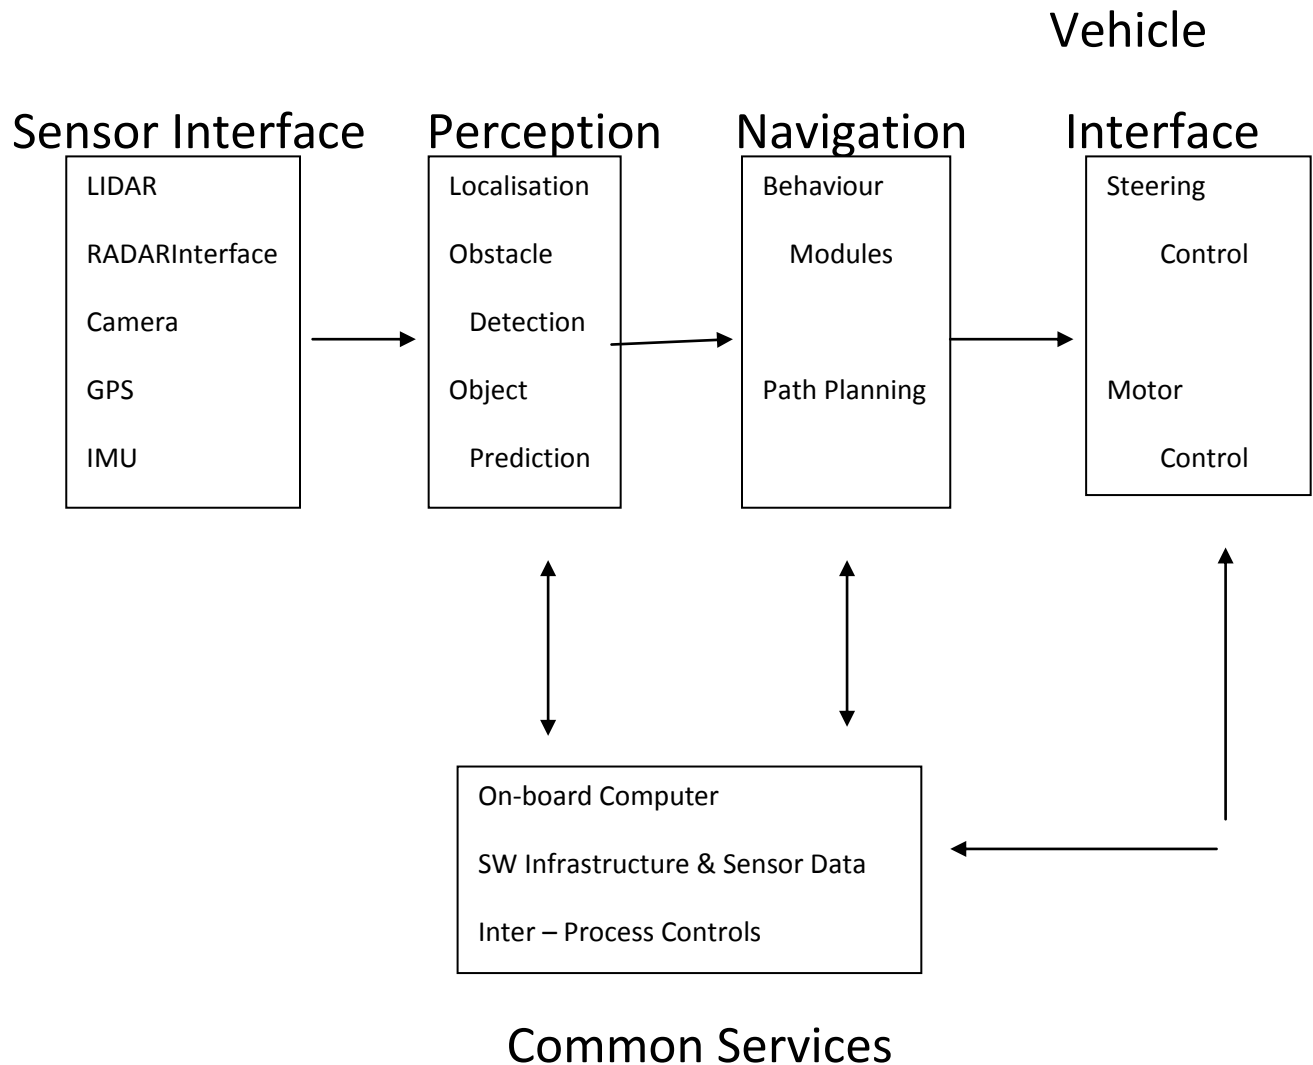 Vehicle
Sensor Interface
Perception
Navigation
Interface
LIDAR
RADARInterface
Camera
GPS
IMU
Localisation
Obstacle
Detection
Object
Prediction
Behaviour
Modules
Path Planning
Steering
Control
Motor
Control
On-board Computer
SW Infrastructure & Sensor Data
Inter – Process Controls
Common Services